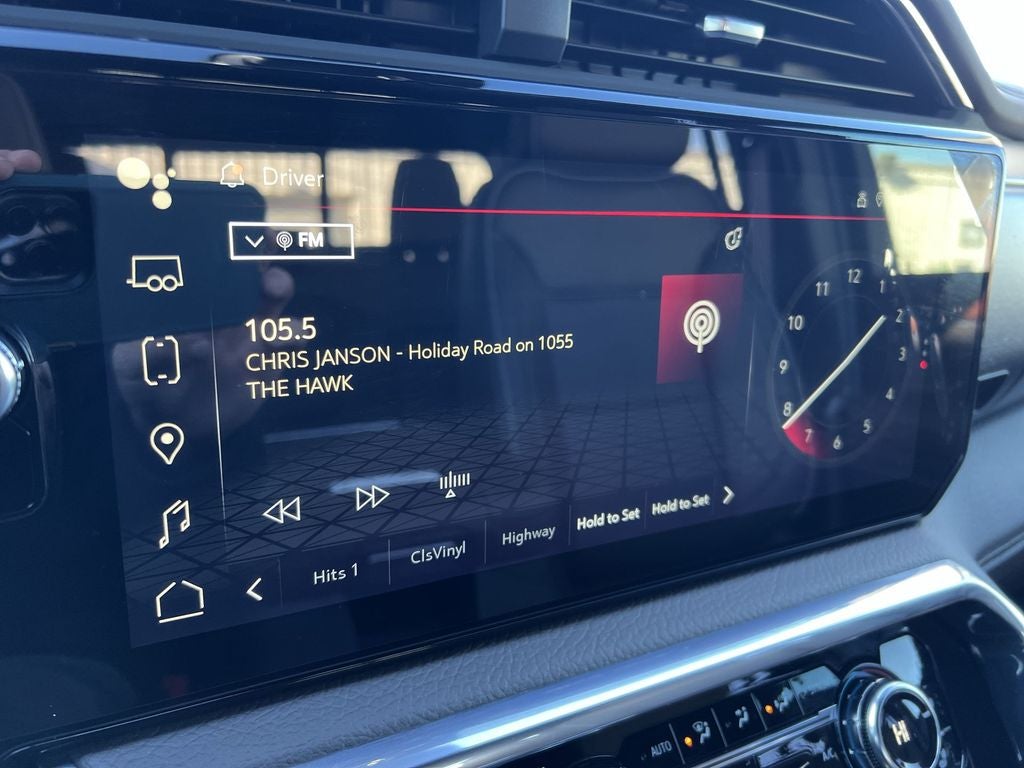 Driver
FM
105.5
CHRIS JANSON - Holiday Road on 1055
THE HAWK
12
1
2
3
4
5
6
7
8
9
10
11
Hits 1
ClsVinyl
Highway
Hold to Set
Hold to Set
AUTO
HI
A/C